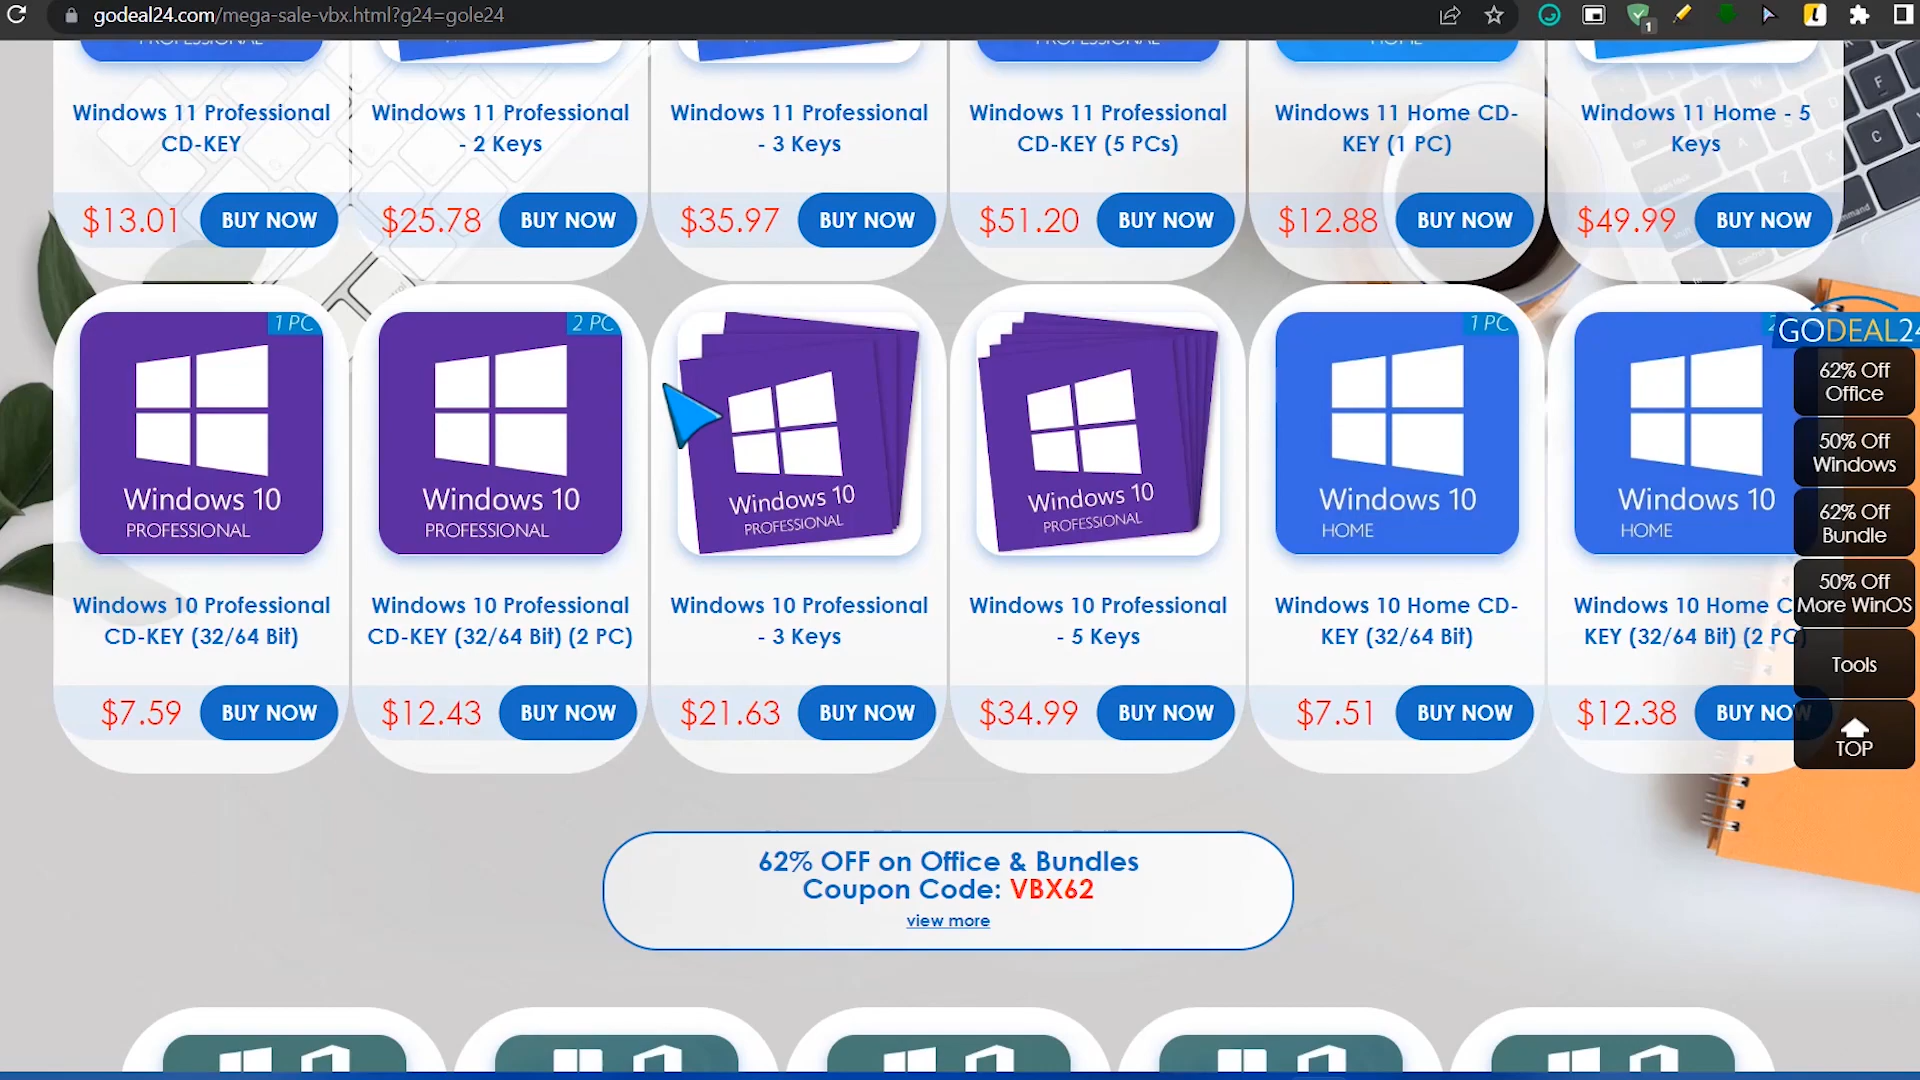 godeal24.com/mega-sale-vbx.html?g24=gole24
1
PROFESSIONAL
PROFESSIONAL
HOME
Windows 11 Professional
CD-KEY
$13.01
BUY NOW
Windows 11 Professional
- 2 Keys
$25.78
BUY NOW
Windows 11 Professional
- 3 Keys
$35.97
BUY NOW
Windows 11 Professional
CD-KEY (5 PCs)
$51.20
BUY NOW
Windows 11 Home CD-
KEY (1 PC)
$12.88
BUY NOW
Windows 11 Home - 5
Keys
$49.99
BUY NOW
1 PC
Windows 10
PROFESSIONAL
Windows 10 Professional
CD-KEY (32/64 Bit)
$7.59
BUY NOW
2 PC
Windows 10
PROFESSIONAL
Windows 10 Professional
CD-KEY (32/64 Bit) (2 PC)
$12.43
BUY NOW
Windows 10
PROFESSIONAL
Windows 10 Professional
- 3 Keys
$21.63
BUY NOW
Windows 10
PROFESSIONAL
Windows 10 Professional
- 5 Keys
$34.99
BUY NOW
1 PC
Windows 10
HOME
Windows 10 Home CD-
KEY (32/64 Bit)
$7.51
BUY NOW
2
Windows 10
HOME
Windows 10 Home C
KEY (32/64 Bit) (2 PC)
$12.38
BUY NOW
GODEAL24
62% Off
Office
50% Off
Windows
62% Off
Bundle
50% Off
More WinOS
Tools
TOP
62% OFF on Office & Bundles
Coupon Code: VBX62
view more